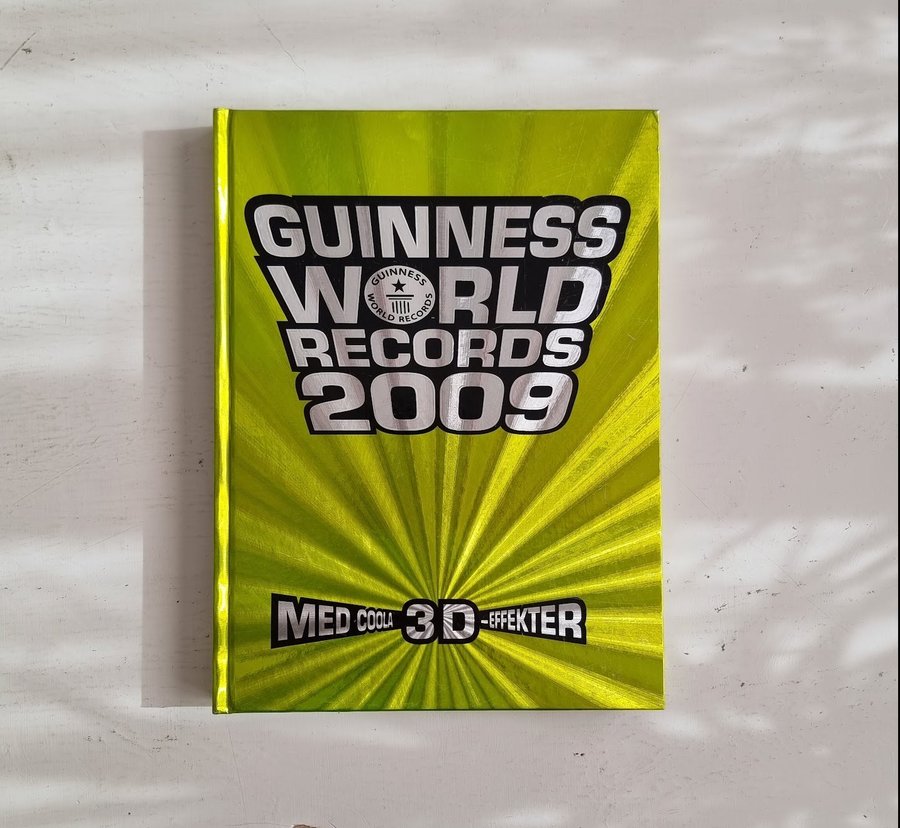 GUINNESS
WORLD
GUINNESS
WORLD RECORDS
RECORDS
2009
MED COOLA 3D-EFFEKTER